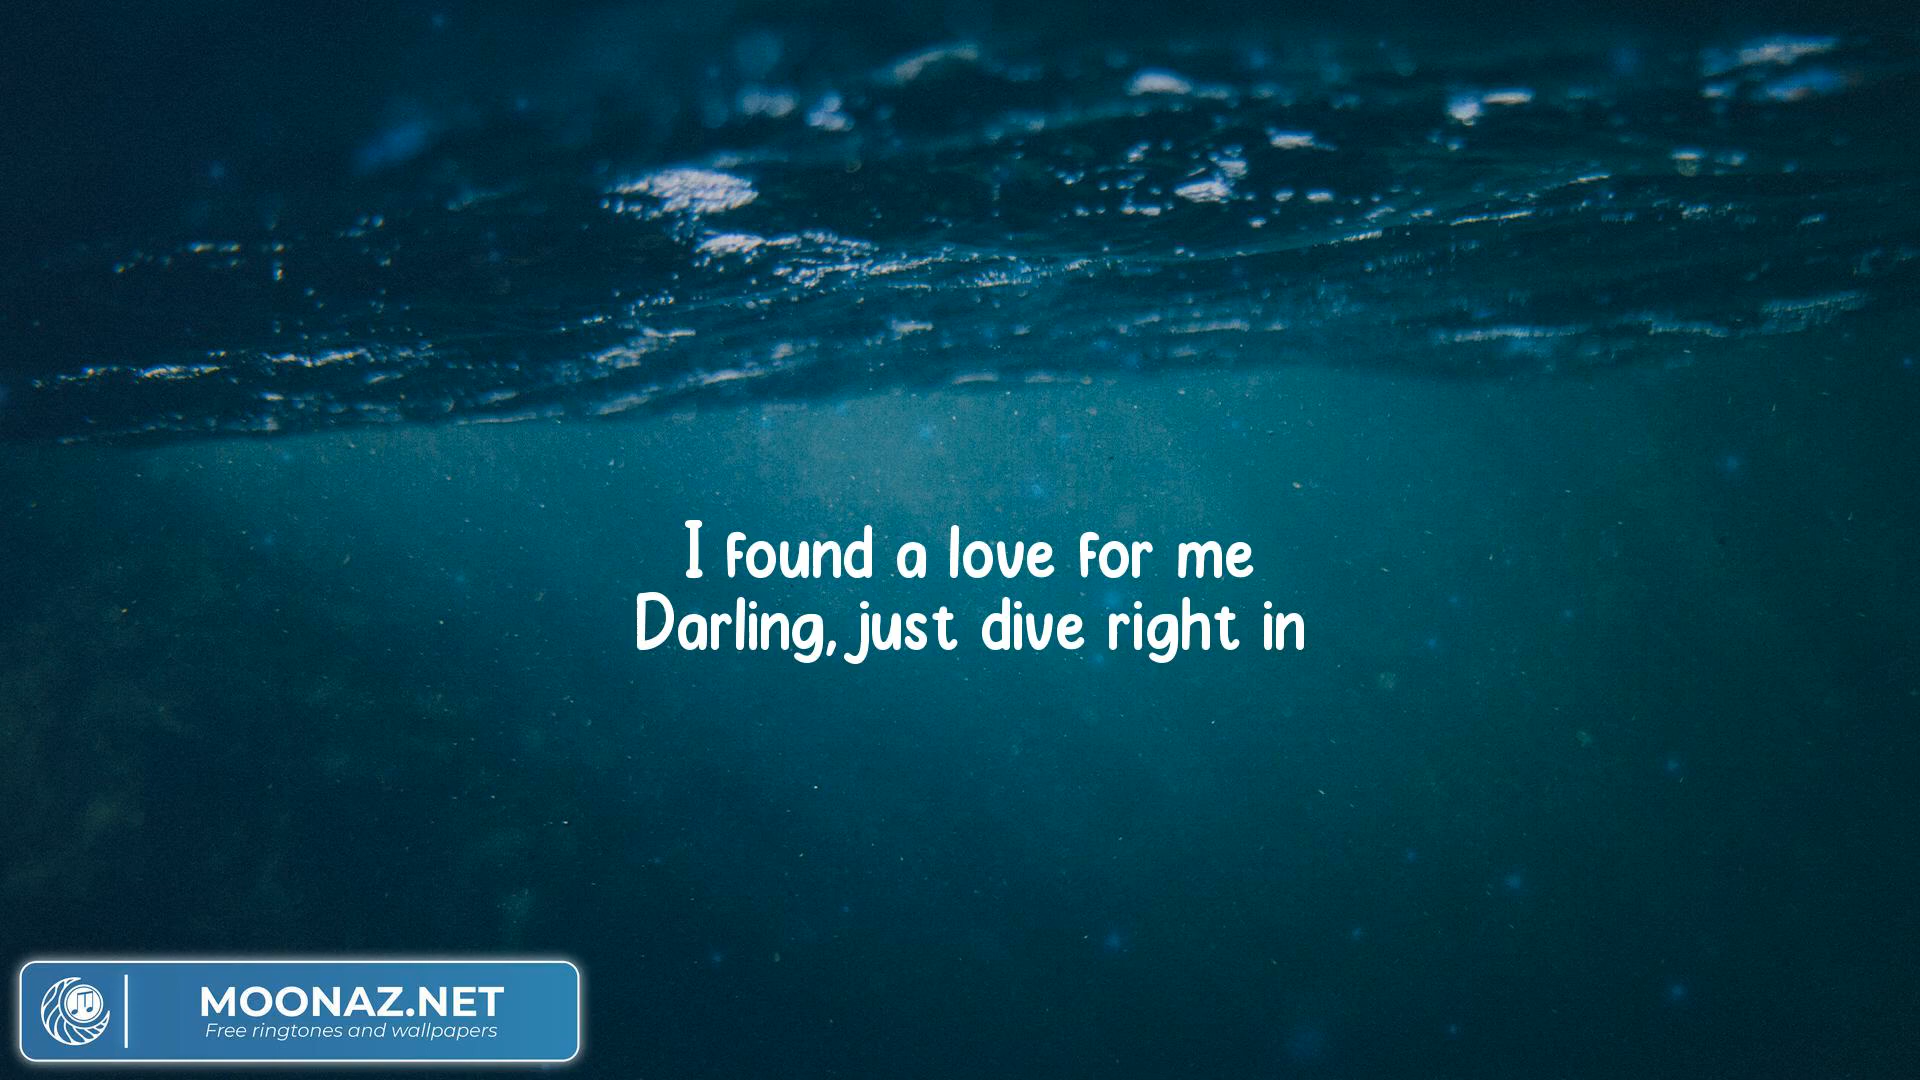 I found a love for me
Darling, just dive right in
MOONAZ.NET
Free ringtones and wallpapers